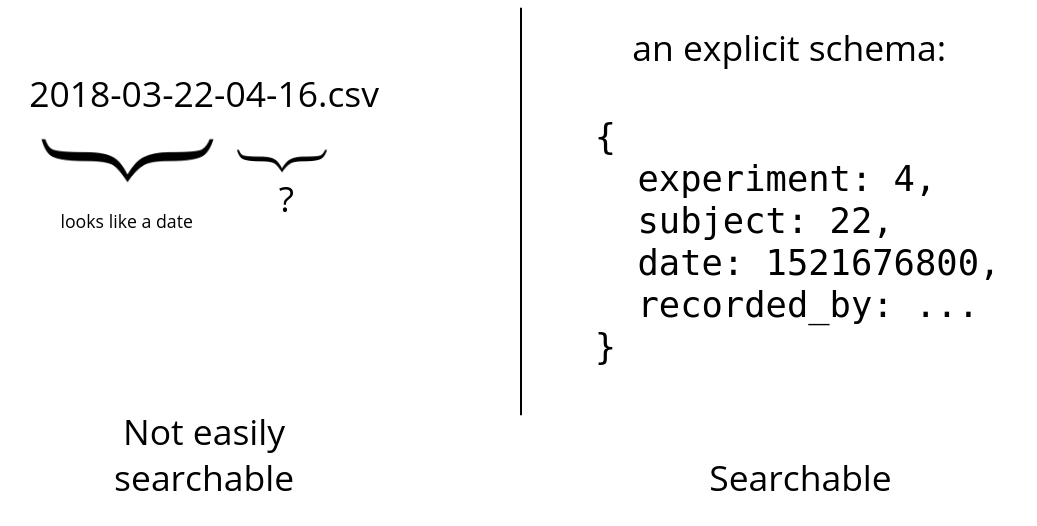 2018-03-22-04-16.csv
looks like a date
?
Not easily
searchable
an explicit schema:
{
experiment: 4,
subject: 22,
date: 1521676800,
recorded_by: ...
}
Searchable